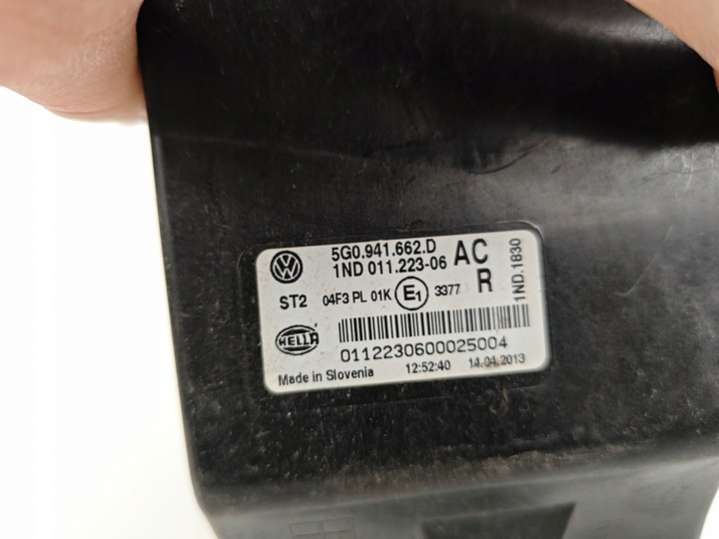 5G0.941.662.D
1ND 011.223-06
AC
R
1ND.1830
ST2 04F3 PL 01K E1 3377
HELLA
0112230600025004
Made in Slovenia 12:52:40 14.04.2013